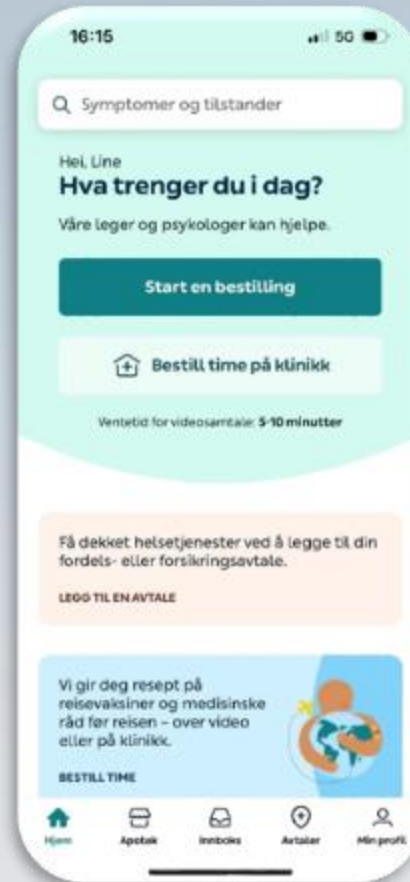 16:15
5G
Symptomer og tilstander
Hei, Line
Hva trenger du i dag?
Våre leger og psykologer kan hjelpe.
Start en bestilling
Bestill time på klinikk
Ventetid for videosamtale: 5-10 minutter
Få dekket helsetjenester ved å legge til din
fordels- eller forsikringsavtale.
LEGG TIL EN AVTALE
Vi gir deg resept på
reisevaksiner og medisinske
råd før reisen – over video
eller på klinikk.
BESTILL TIME
Hjem Apotek Innboks Avtaler Min profil